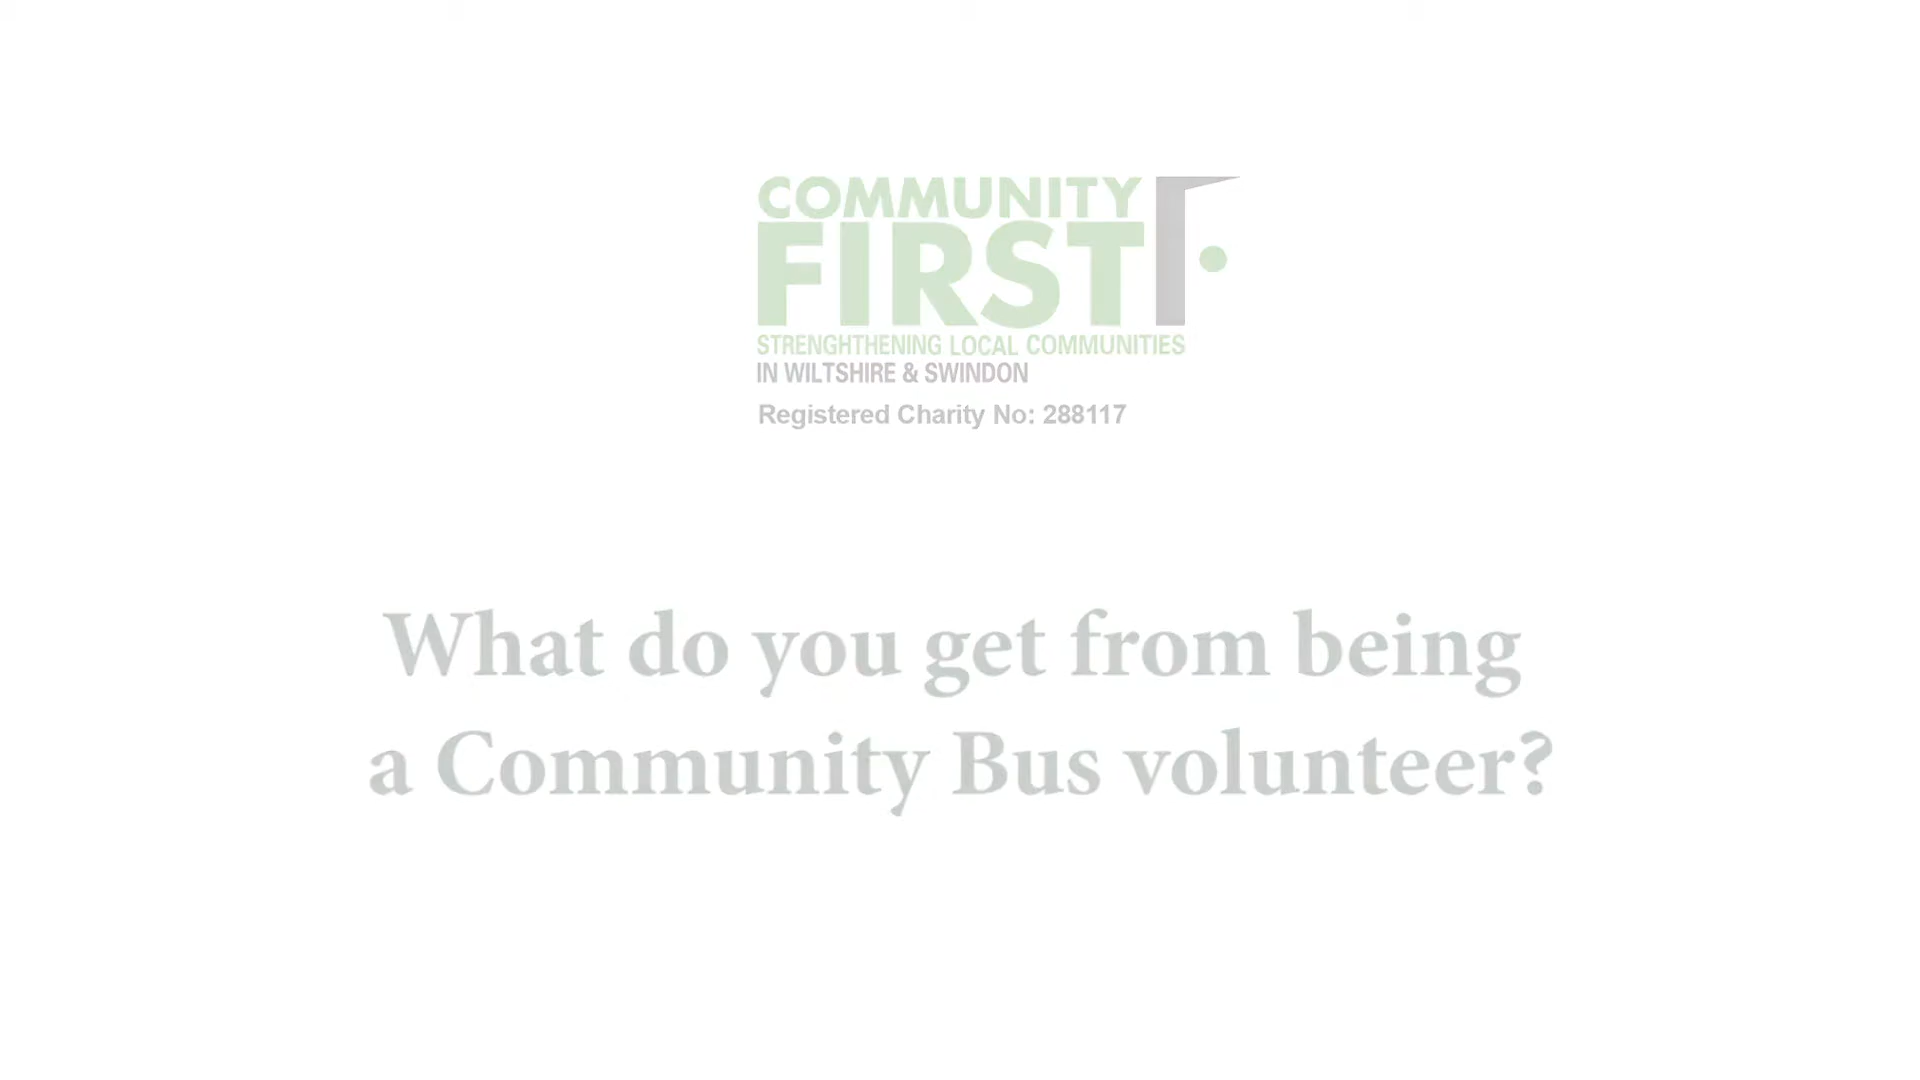 COMMUNITY
FIRST
STRENGHTHENING LOCAL COMMUNITIES
IN WILTSHIRE & SWINDON
Registered Charity No: 288117
What do you get from being
a Community Bus volunteer?